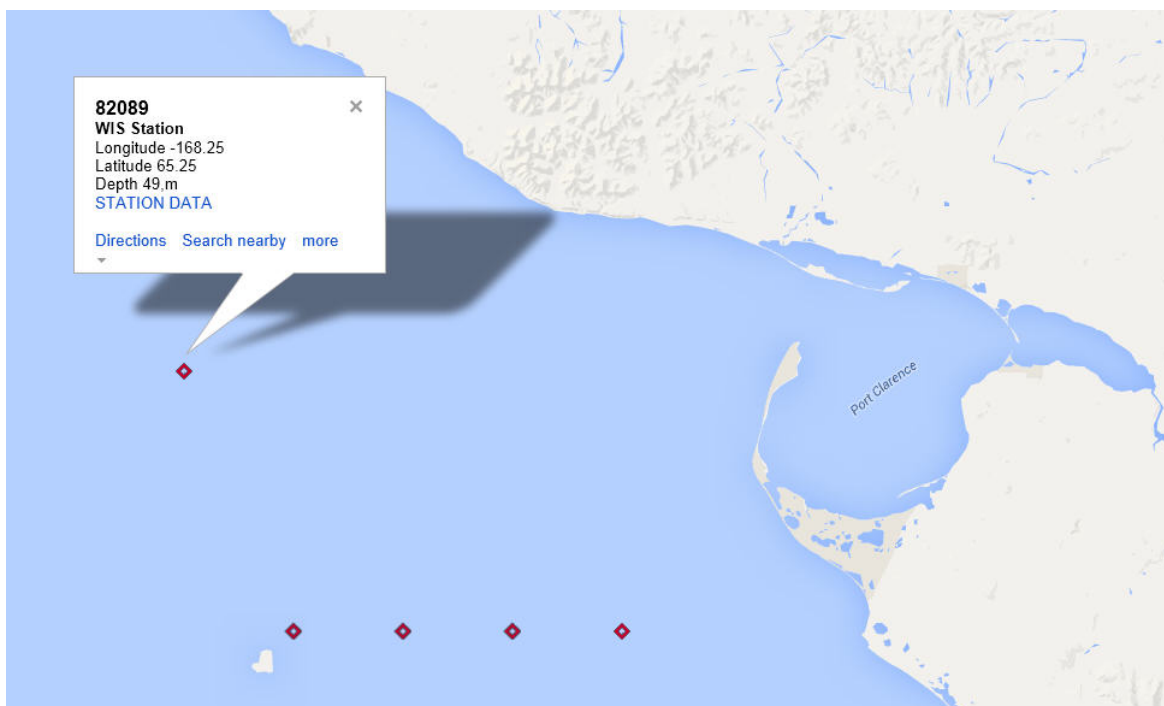 82089
WIS Station
Longitude -168.25
Latitude 65.25
Depth 49,m
STATION DATA
Directions Search nearby more
Port Clarence